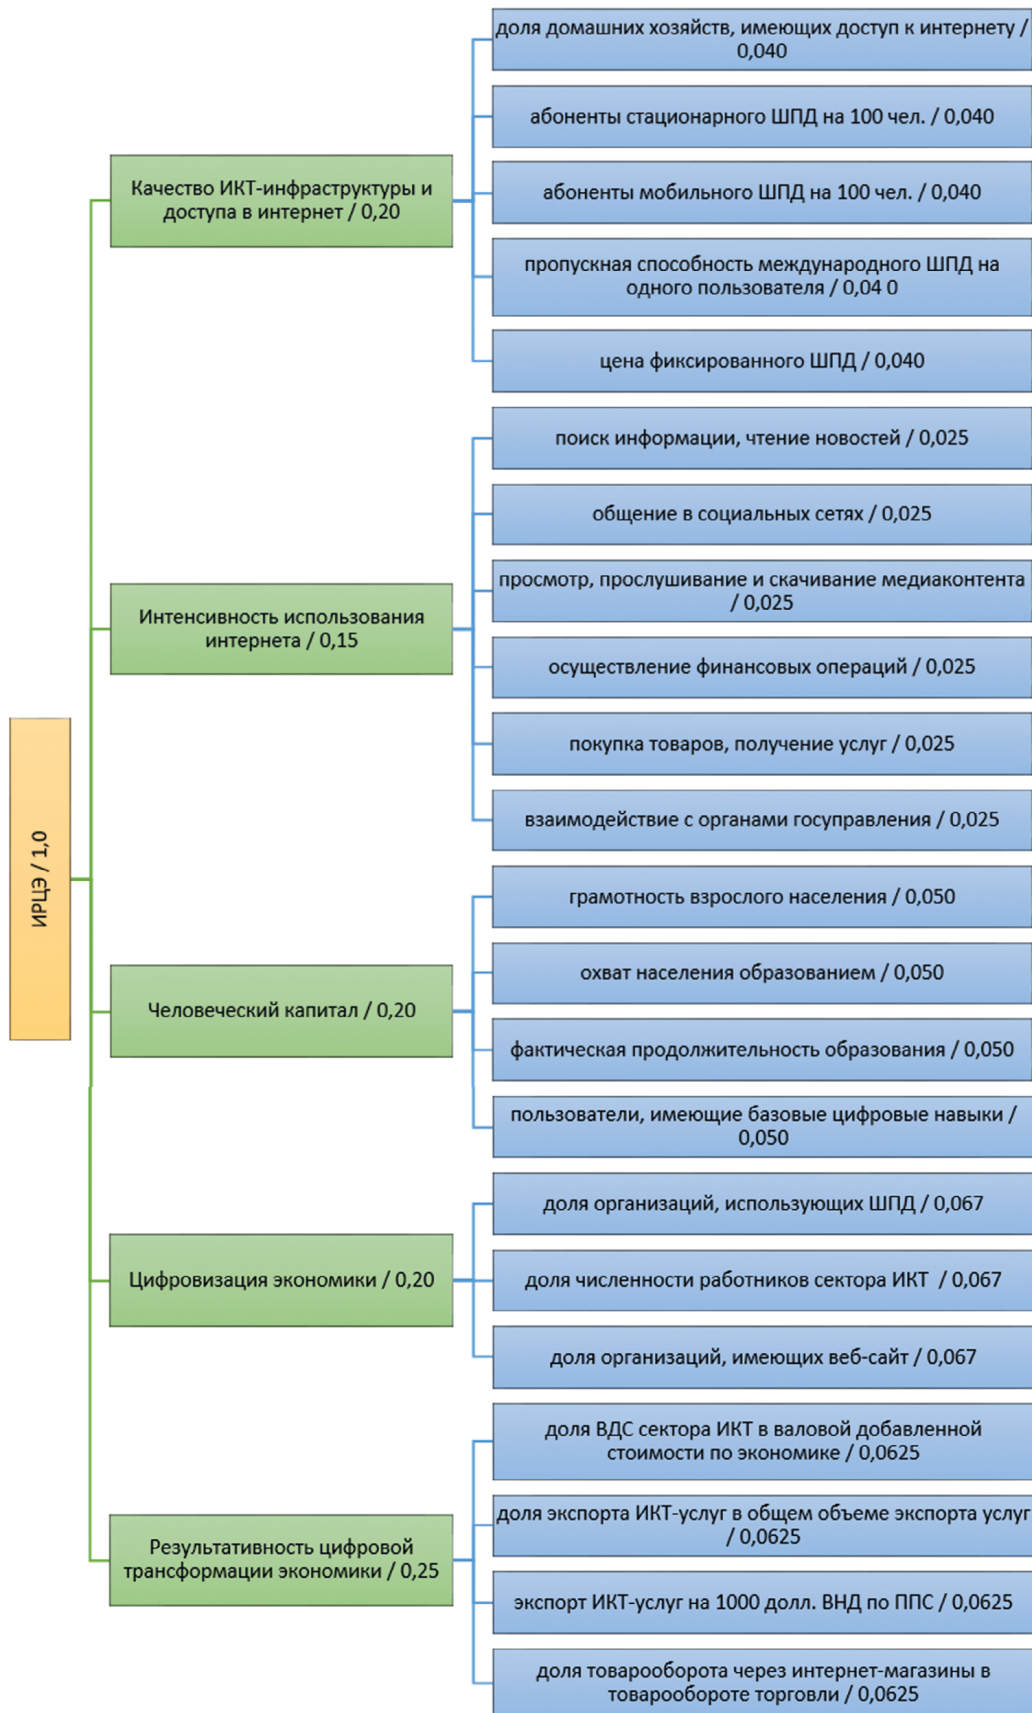 ИРЦЭ / 1,0
Качество ИКТ-инфраструктуры и
доступа в интернет / 0,20
доля домашних хозяйств, имеющих доступ к интернету /
0,040
абоненты стационарного ШПД на 100 чел. / 0,040
абоненты мобильного ШПД на 100 чел. / 0,040
пропускная способность международного ШПД на
одного пользователя / 0,04 0
цена фиксированного ШПД / 0,040
Интенсивность использования
интернета / 0,15
поиск информации, чтение новостей / 0,025
общение в социальных сетях / 0,025
просмотр, прослушивание и скачивание медиаконтента
/ 0,025
осуществление финансовых операций / 0,025
покупка товаров, получение услуг / 0,025
взаимодействие с органами госуправления / 0,025
Человеческий капитал / 0,20
грамотность взрослого населения / 0,050
охват населения образованием / 0,050
фактическая продолжительность образования / 0,050
пользователи, имеющие базовые цифровые навыки /
0,050
Цифровизация экономики / 0,20
доля организаций, использующих ШПД / 0,067
доля численности работников сектора ИКТ / 0,067
доля организаций, имеющих веб-сайт / 0,067
Результативность цифровой
трансформации экономики / 0,25
доля ВДС сектора ИКТ в валовой добавленной
стоимости по экономике / 0,0625
доля экспорта ИКТ-услуг в общем объеме экспорта услуг
/ 0,0625
экспорт ИКТ-услуг на 1000 долл. ВНД по ППС / 0,0625
доля товарооборота через интернет-магазины в
товарообороте торговли / 0,0625